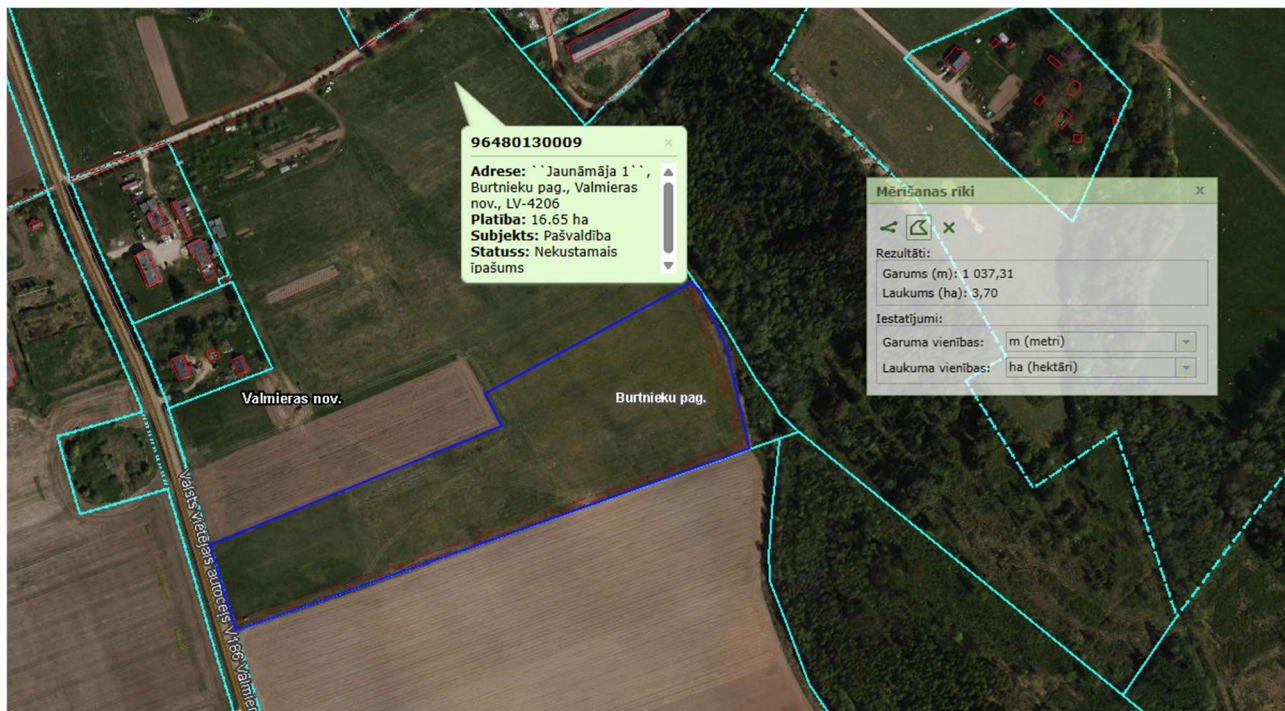 96480130009
Adrese: ``Jaunāmāja 1``,
Burtnieku pag., Valmieras
nov., LV-4206
Platība: 16.65 ha
Subjekts: Pašvaldība
Statuss: Nekustamais
īpašums
Mērīšanas rīki
Rezultāti:
Garums (m): 1 037,31
Laukums (ha): 3,70
Iestatījumi:
Garuma vienības: m (metri)
Laukuma vienības: ha (hektāri)
Valmieras nov.
Burtnieku pag.
Valsts vietējais autoceļš V186 Valmier